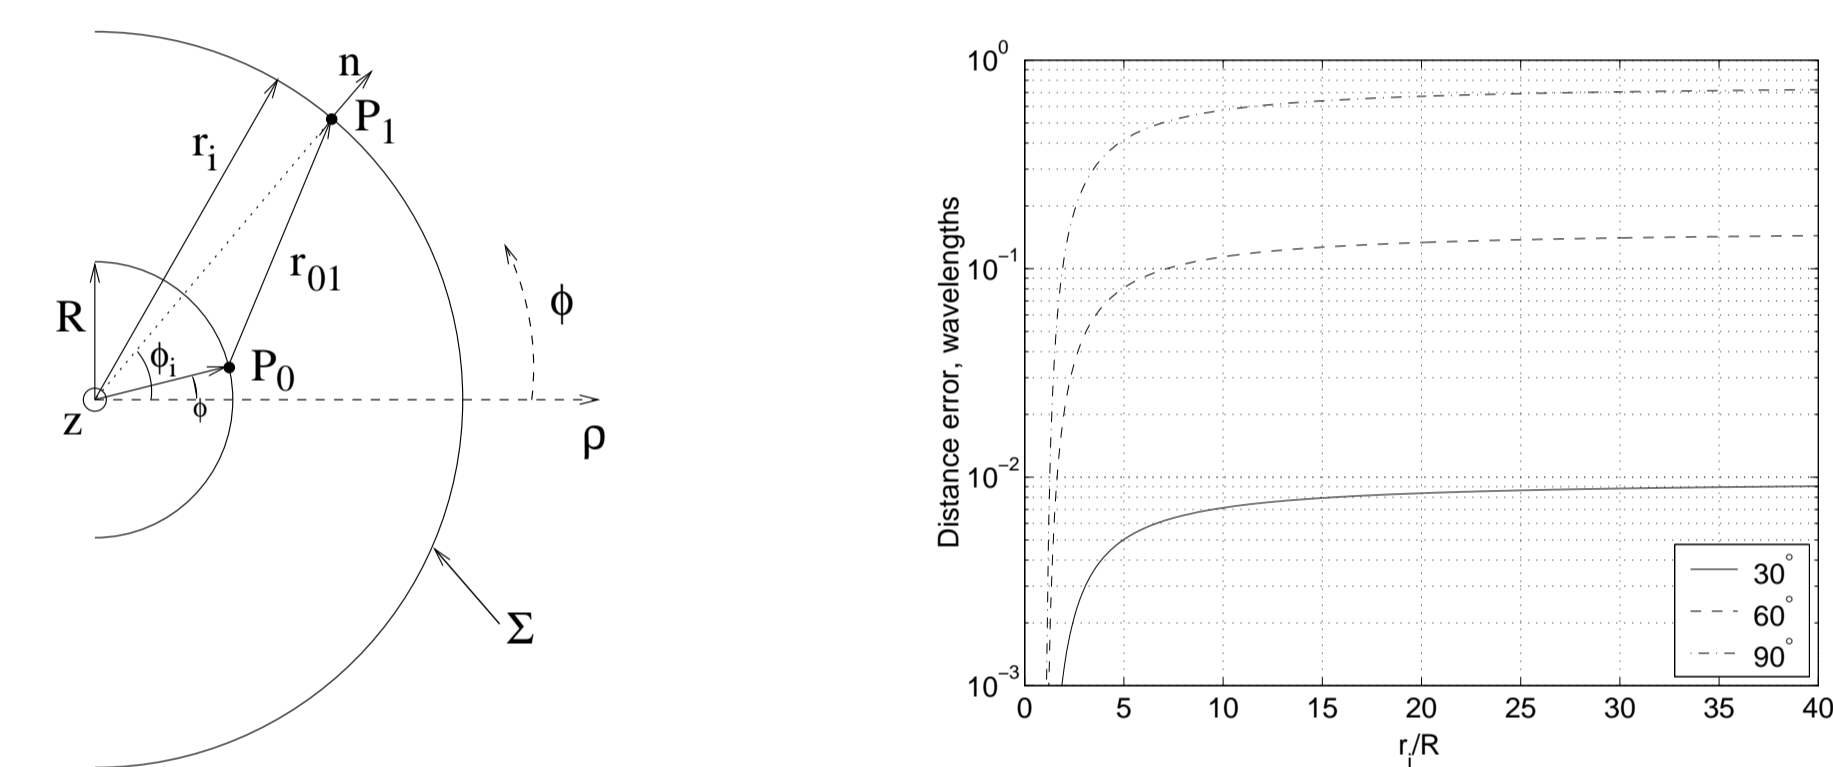 n
P1
ri
r01
R
ϕi
P0
ϕ
ϕ
z
ρ
Σ
Distance error, wavelengths
10^0
10^−1
10^−2
10^−3
0 5 10 15 20 25 30 35 40
ri/R
30°
60°
90°